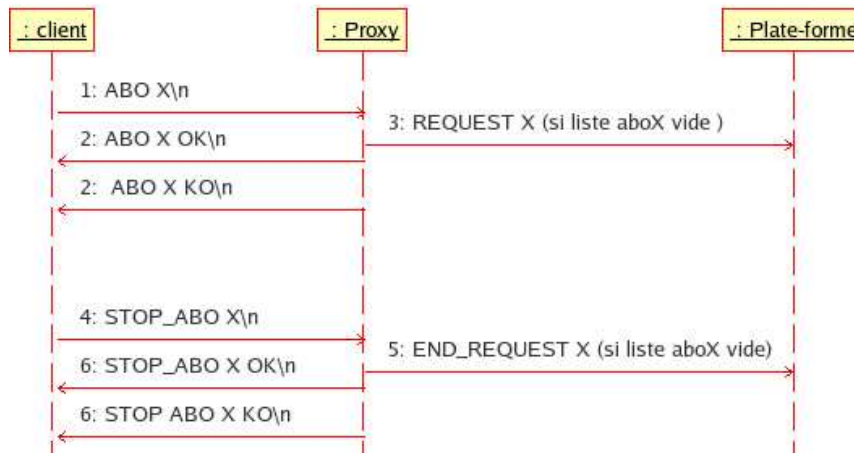 : client
: Proxy
: Plate-forme
1: ABO X\n
3: REQUEST X (si liste aboX vide )
2: ABO X OK\n
2: ABO X KO\n
4: STOP_ABO X\n
5: END_REQUEST X (si liste aboX vide)
6: STOP_ABO X OK\n
6: STOP ABO X KO\n